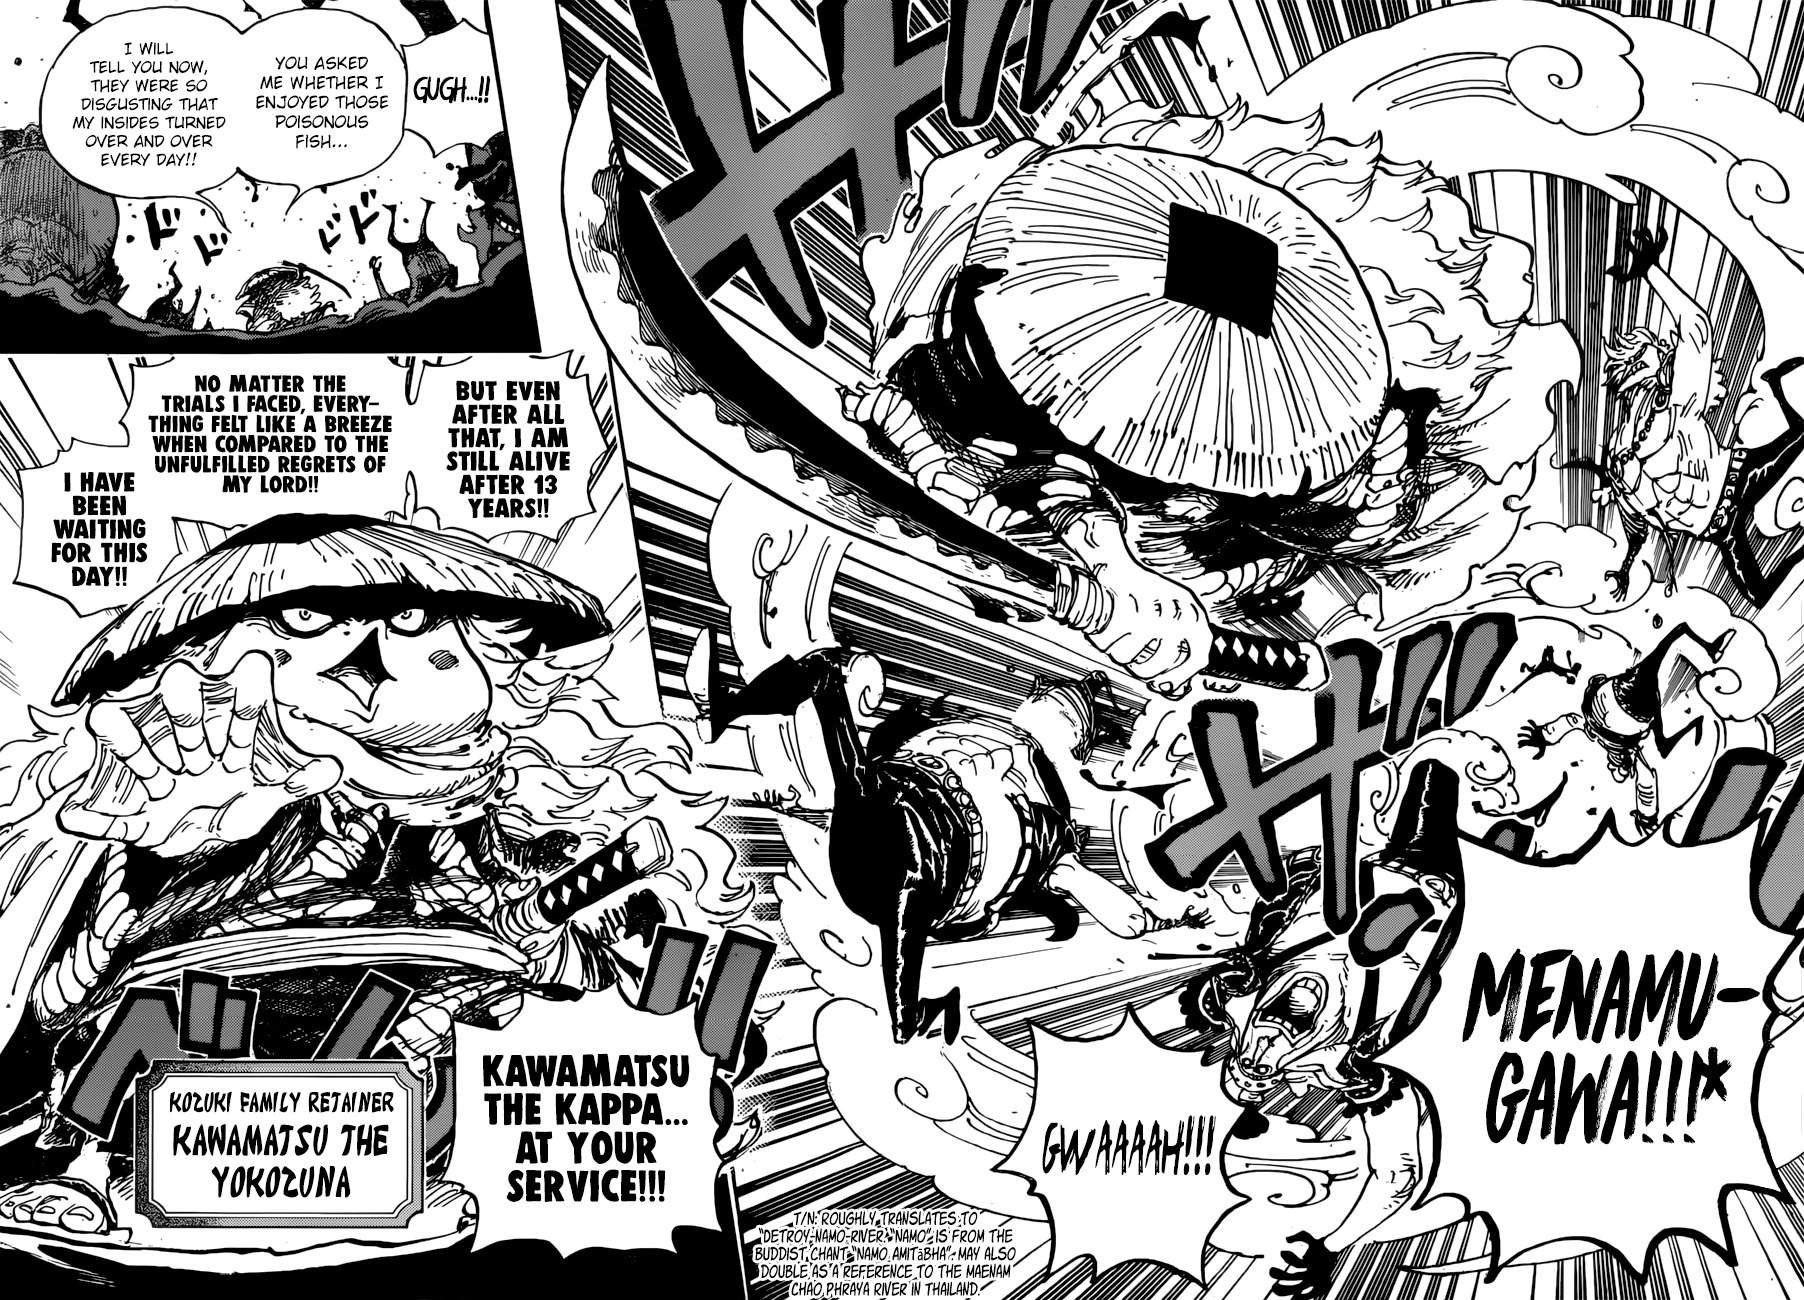 MENAMU-
GAWA!!!*
GWAAAAH!!!
T/N: ROUGHLY TRANSLATES TO
"DETROY-NAMO-RIVER. "NAMO" IS FROM THE
BUDDIST CHANT "NAMO AMITĀBHA". MAY ALSO
DOUBLE AS A REFERENCE TO THE MAENAM
CHAO PHRAYA RIVER IN THAILAND.
GUGH...!!
YOU ASKED
ME WHETHER I
ENJOYED THOSE
POISONOUS
FISH...
I WILL
TELL YOU NOW,
THEY WERE SO
DISGUSTING THAT
MY INSIDES TURNED
OVER AND OVER
EVERY DAY!!
ドドドド
BUT EVEN
AFTER ALL
THAT, I AM
STILL ALIVE
AFTER 13
YEARS!!
NO MATTER THE
TRIALS I FACED, EVERY-
THING FELT LIKE A BREEZE
WHEN COMPARED TO THE
UNFULFILLED REGRETS OF
MY LORD!!
I HAVE
BEEN
WAITING
FOR THIS
DAY!!
KAWAMATSU
THE KAPPA...
AT YOUR
SERVICE!!!
KOZUKI FAMILY RETAINER
KAWAMATSU THE
YOKOZUNA